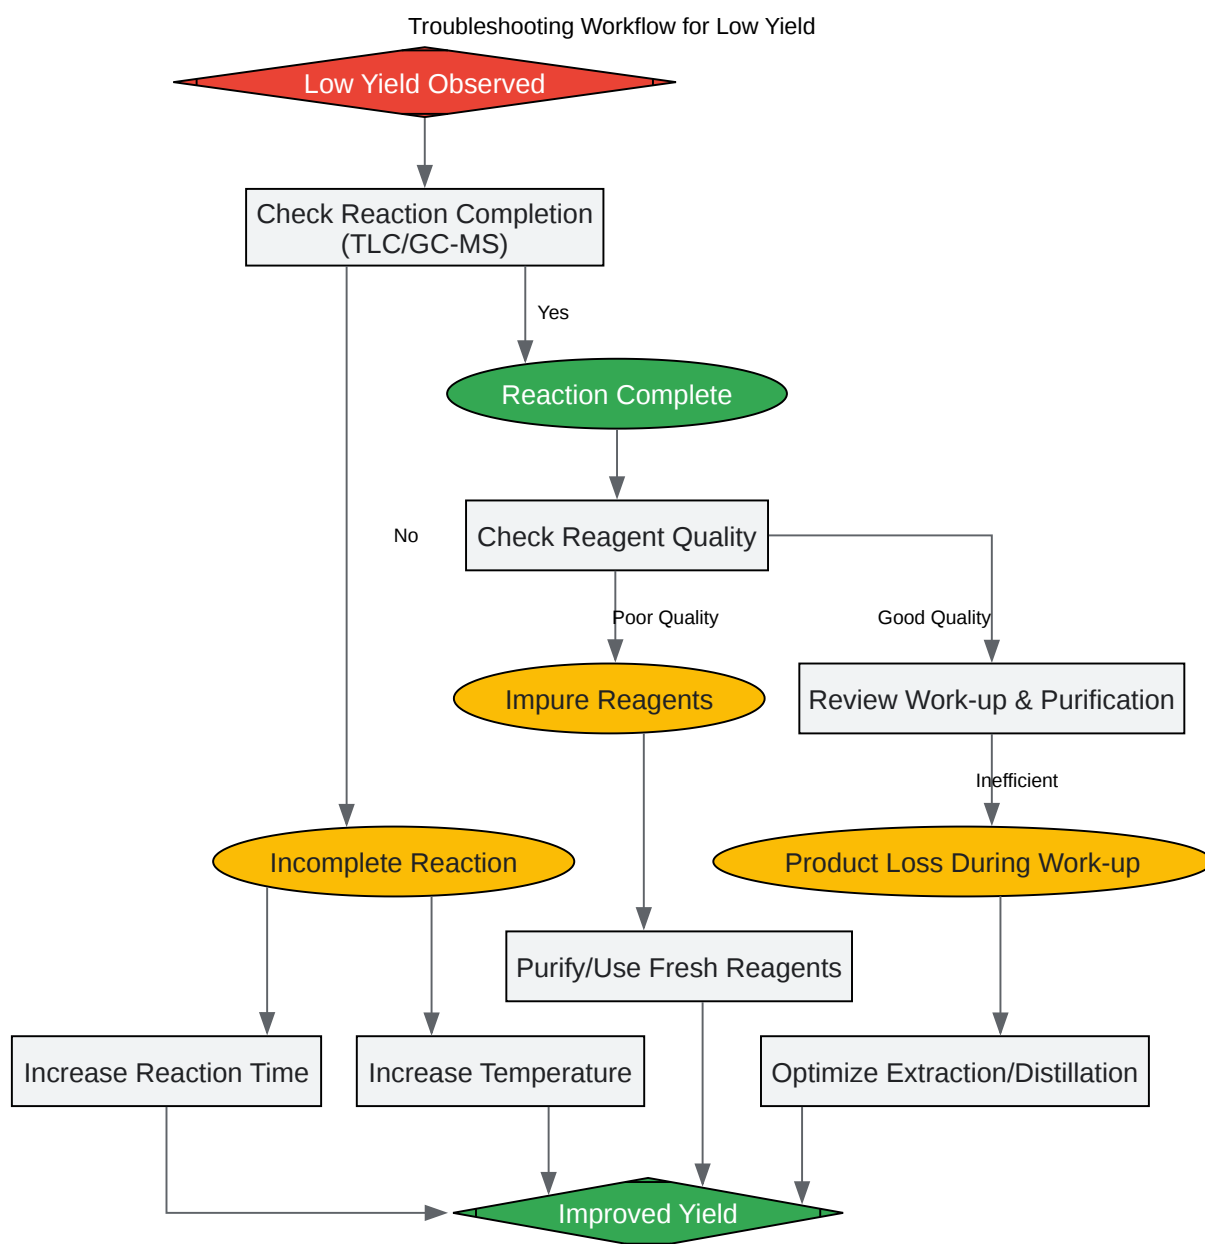 Troubleshooting Workflow for Low Yield
Low Yield Observed
Check Reaction Completion
(TLC/GC-MS)
Yes
Reaction Complete
No
Check Reagent Quality
Poor Quality
Good Quality
Impure Reagents
Review Work-up & Purification
Inefficient
Incomplete Reaction
Product Loss During Work-up
Purify/Use Fresh Reagents
Increase Reaction Time
Increase Temperature
Optimize Extraction/Distillation
Improved Yield